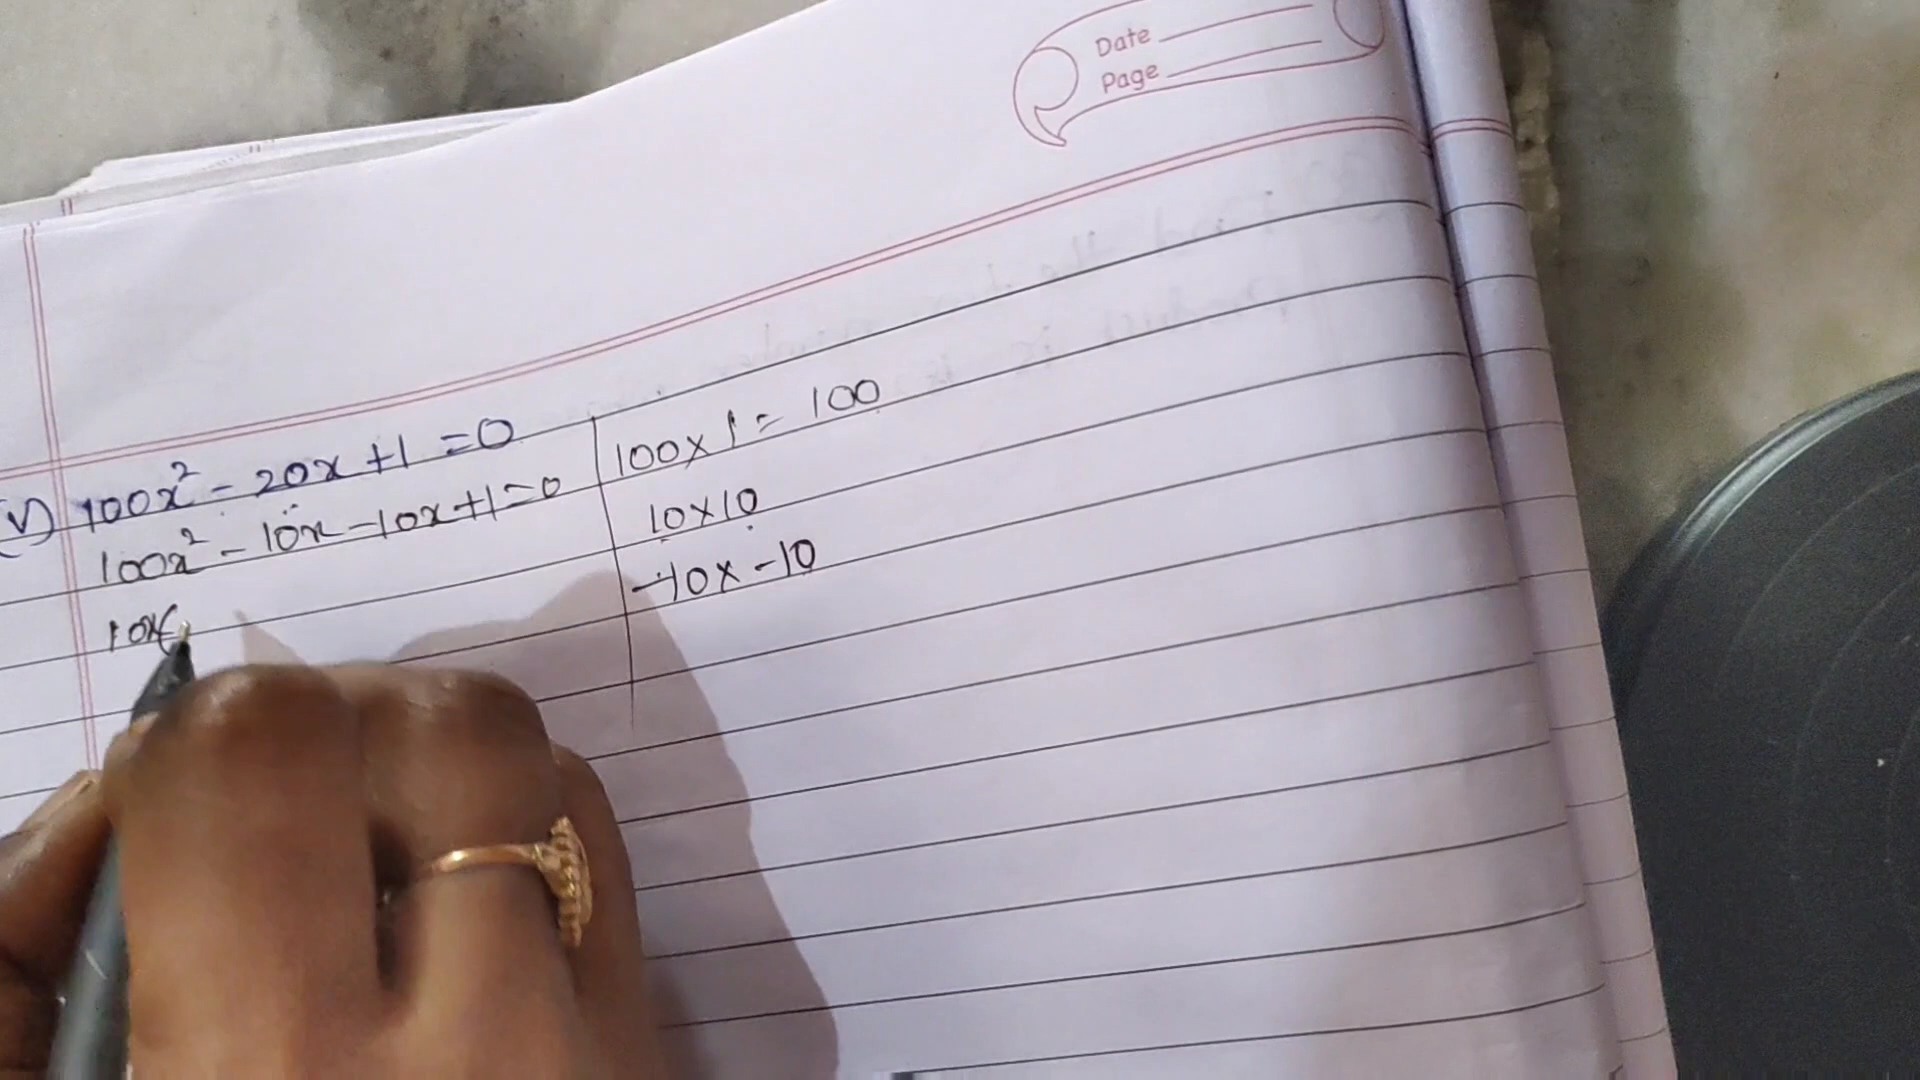 Date
Page
(v) 100x² - 20x + 1 = 0
100x² - 10x - 10x + 1 = 0
10x(
100 x 1 = 100
10 x 10
-10 x -10